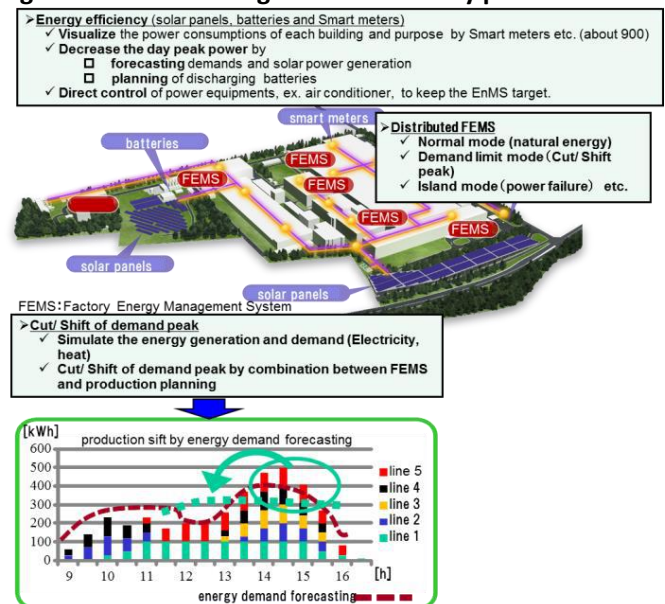 ➢Energy efficiency (solar panels, batteries and Smart meters)
✓ Visualize the power consumptions of each building and purpose by Smart meters etc. (about 900)
✓ Decrease the day peak power by
☐ forecasting demands and solar power generation
☐ planning of discharging batteries
✓ Direct control of power equipments, ex. air conditioner, to keep the EnMS target.
smart meters
batteries
➢Distributed FEMS
✓ Normal mode (natural energy)
✓ Demand limit mode (Cut/ Shift
peak)
✓ Island mode (power failure) etc.
FEMS
FEMS
FEMS
FEMS
FEMS
solar panels
solar panels
FEMS:Factory Energy Management System
➢Cut/ Shift of demand peak
✓ Simulate the energy generation and demand (Electricity,
heat)
✓ Cut/ Shift of demand peak by combination between FEMS
and production planning
[kWh]
production sift by energy demand forecasting
600
500
400
300
200
100
0
line 5
line 4
line 3
line 2
line 1
9 10 11 12 13 14 15 16 [h]
energy demand forecasting